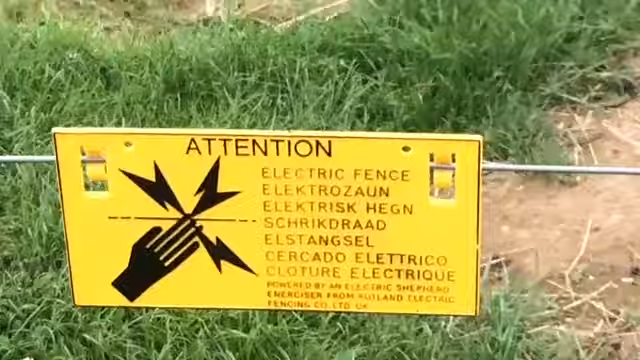 ATTENTION
ELECTRIC FENCE
ELEKTROZAUN
ELEKTRISK HEGN
SCHRIKDRAAD
ELSTANGSEL
CERCADO ELETTRICO
CLOTURE ELECTRIQUE
POWERED BY AN ELECTRIC SHEPHERD
ENERGISER FROM RUTLAND ELECTRIC
FENCING CO. LTD. UK